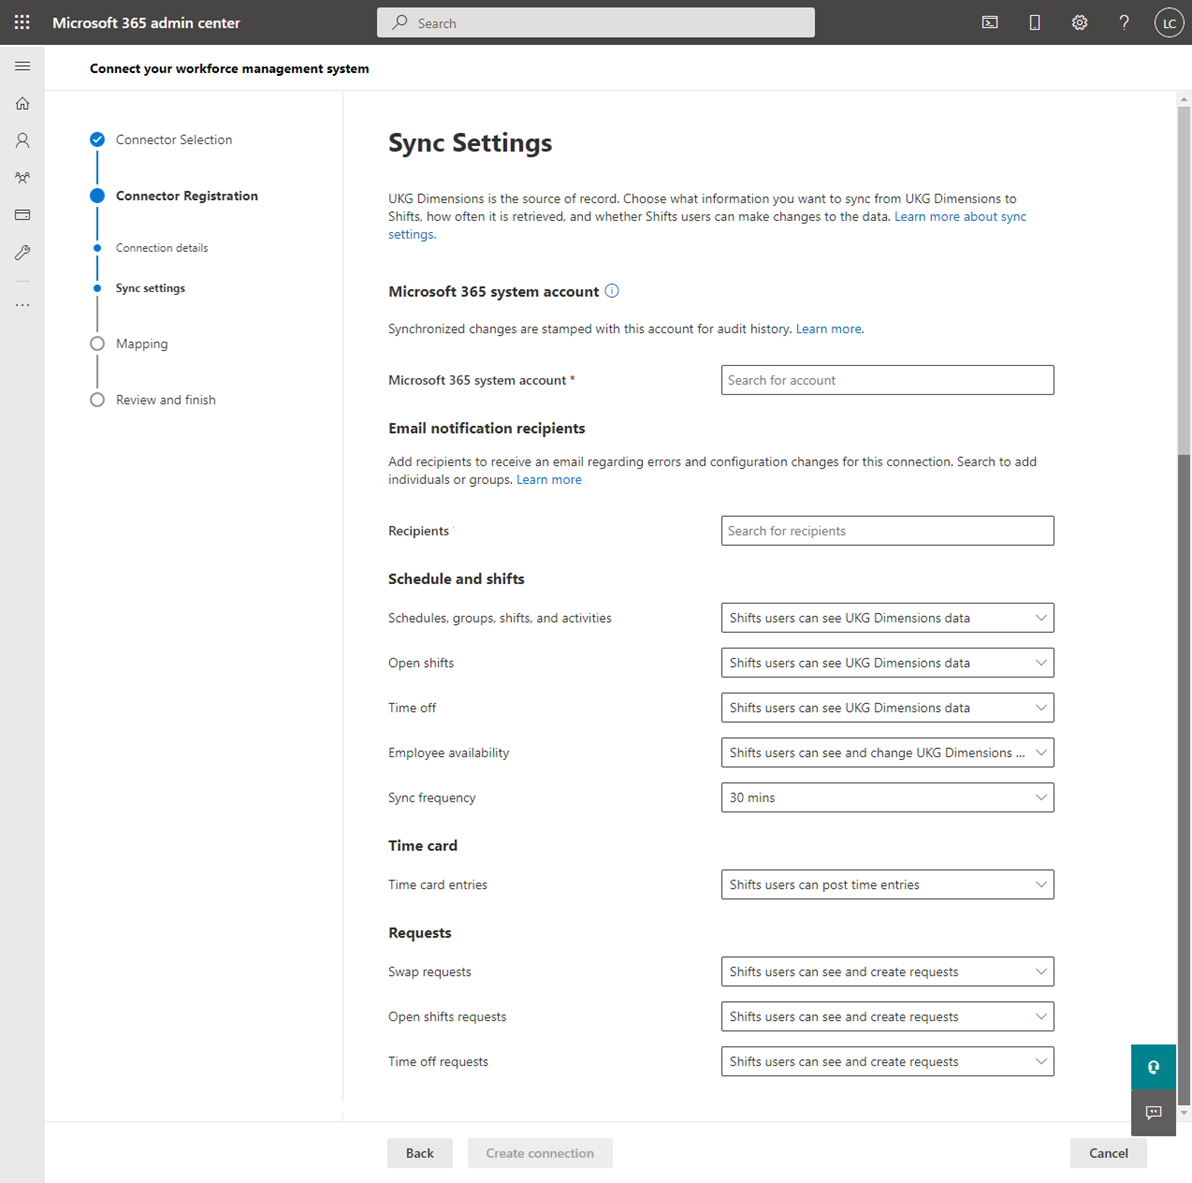 Microsoft 365 admin center
Search
LC
Connect your workforce management system
Connector Selection
Connector Registration
Connection details
Sync settings
Mapping
Review and finish
Sync Settings
UKG Dimensions is the source of record. Choose what information you want to sync from UKG Dimensions to
Shifts, how often it is retrieved, and whether Shifts users can make changes to the data. Learn more about sync
settings.
Microsoft 365 system account
Synchronized changes are stamped with this account for audit history. Learn more.
Microsoft 365 system account * Search for account
Email notification recipients
Add recipients to receive an email regarding errors and configuration changes for this connection. Search to add
individuals or groups. Learn more
Recipients Search for recipients
Schedule and shifts
Schedules, groups, shifts, and activities Shifts users can see UKG Dimensions data
Open shifts Shifts users can see UKG Dimensions data
Time off Shifts users can see UKG Dimensions data
Employee availability Shifts users can see and change UKG Dimensions ...
Sync frequency 30 mins
Time card
Time card entries Shifts users can post time entries
Requests
Swap requests Shifts users can see and create requests
Open shifts requests Shifts users can see and create requests
Time off requests Shifts users can see and create requests
Back Create connection Cancel